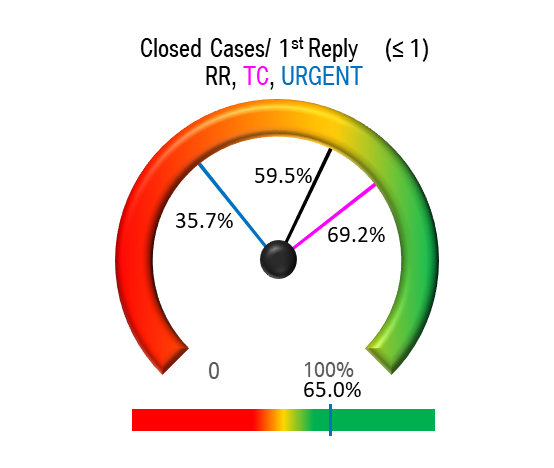 Closed Cases/ 1st Reply (≤ 1)
RR, TC, URGENT
59.5%
35.7%
69.2%
0 100%
65.0%